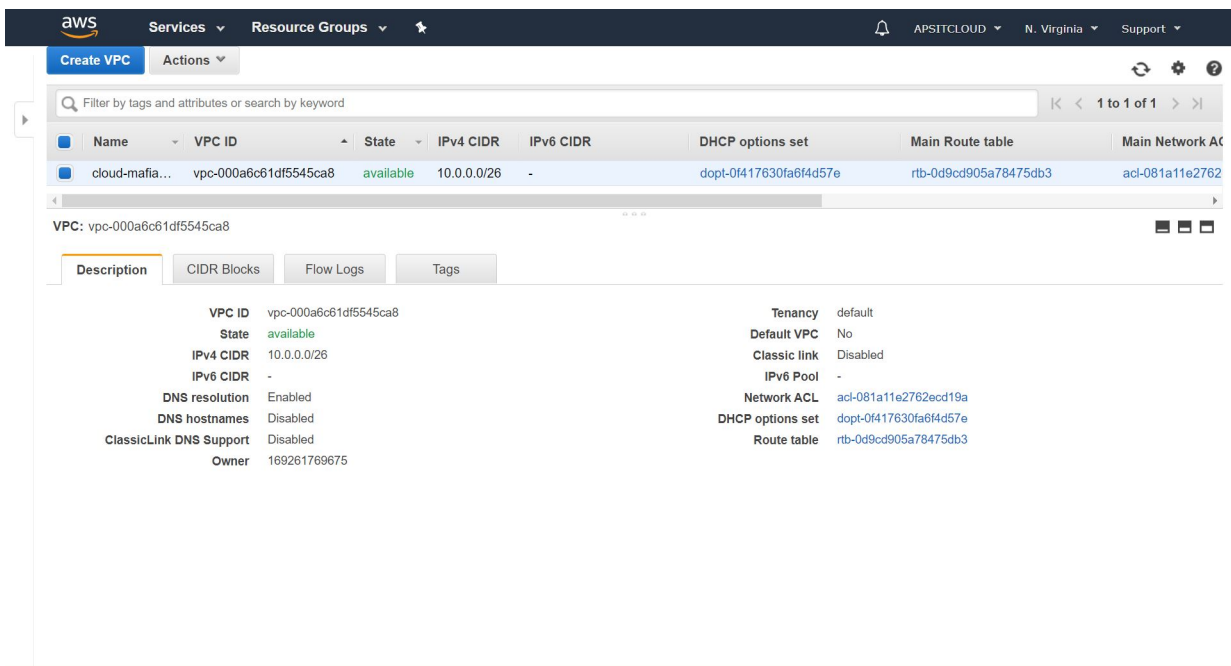 aws Services Resource Groups APSITCLOUD N. Virginia Support
Create VPC Actions
Filter by tags and attributes or search by keyword 1 to 1 of 1
Name VPC ID State IPv4 CIDR IPv6 CIDR DHCP options set Main Route table Main Network AC
cloud-mafia... vpc-000a6c61df5545ca8 available 10.0.0.0/26 - dopt-0f417630fa6f4d57e rtb-0d9cd905a78475db3 acl-081a11e2762
VPC: vpc-000a6c61df5545ca8
Description CIDR Blocks Flow Logs Tags
VPC ID vpc-000a6c61df5545ca8 Tenancy default
State available Default VPC No
IPv4 CIDR 10.0.0.0/26 Classic link Disabled
IPv6 CIDR - IPv6 Pool -
DNS resolution Enabled Network ACL acl-081a11e2762ecd19a
DNS hostnames Disabled DHCP options set dopt-0f417630fa6f4d57e
ClassicLink DNS Support Disabled Route table rtb-0d9cd905a78475db3
Owner 169261769675